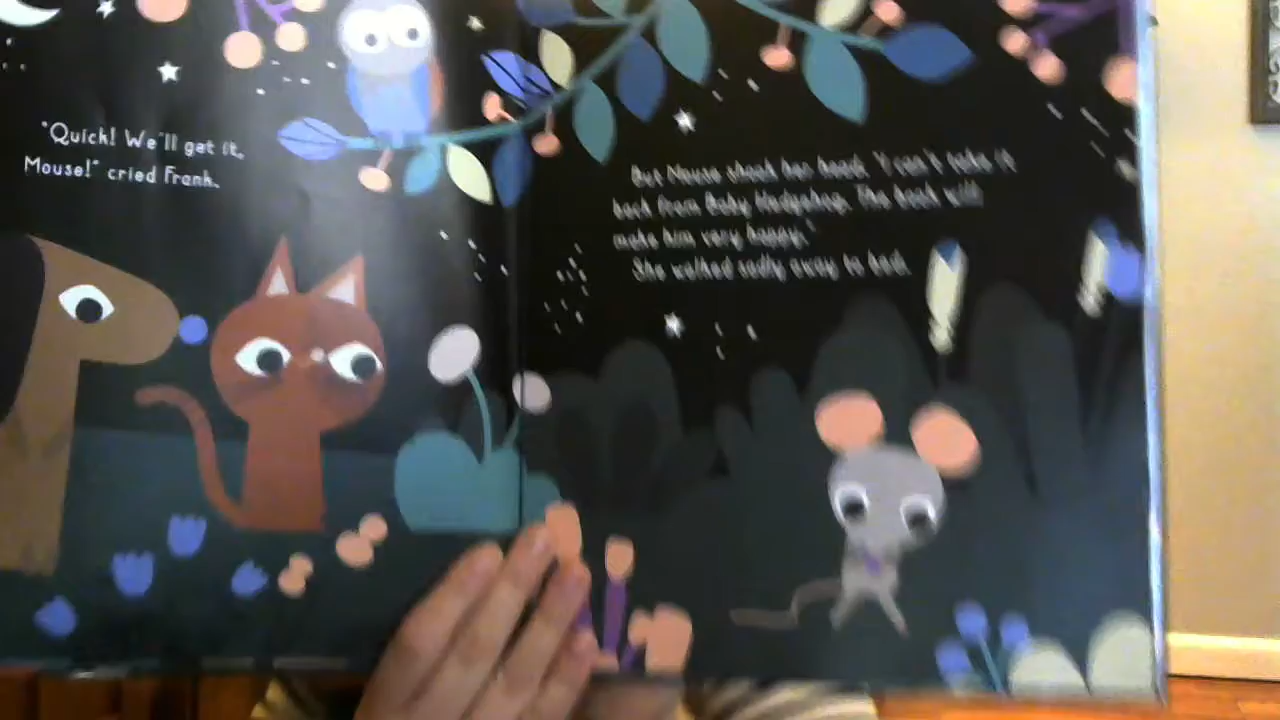 "Quick! We'll get it,
Mouse!" cried Frank.
But Mouse shook her head. "I can't take it
back from Baby Hedgehog. The book will
make him very happy."
She walked sadly away to bed.